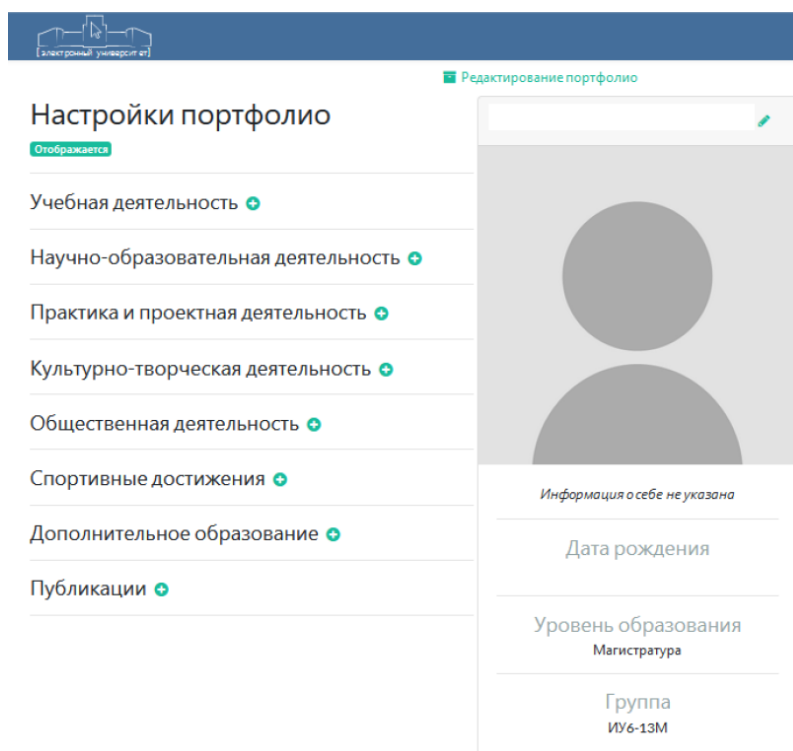 [электронный университет]
Редактирование портфолио
Настройки портфолио
Отображается
Учебная деятельность
Научно-образовательная деятельность
Практика и проектная деятельность
Культурно-творческая деятельность
Общественная деятельность
Спортивные достижения
Дополнительное образование
Публикации
Информация о себе не указана
Дата рождения
Уровень образования
Магистратура
Группа
ИУ6-13М